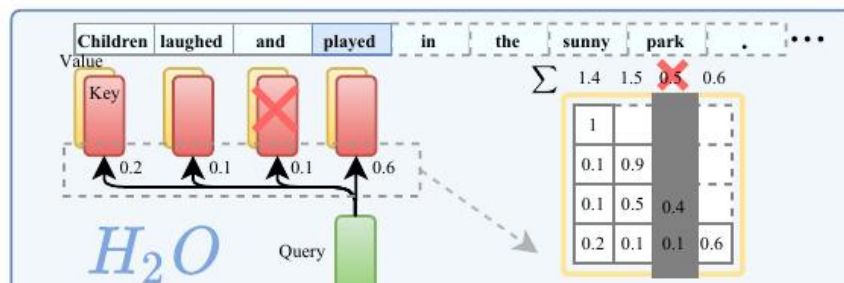 Children laughed and played in the sunny park . •••
Value
Key
∑ 1.4 1.5 0.5 0.6
1
0.2 0.1 0.1 0.6
0.1 0.9
0.1 0.5 0.4
0.2 0.1 0.1 0.6
H₂O
Query